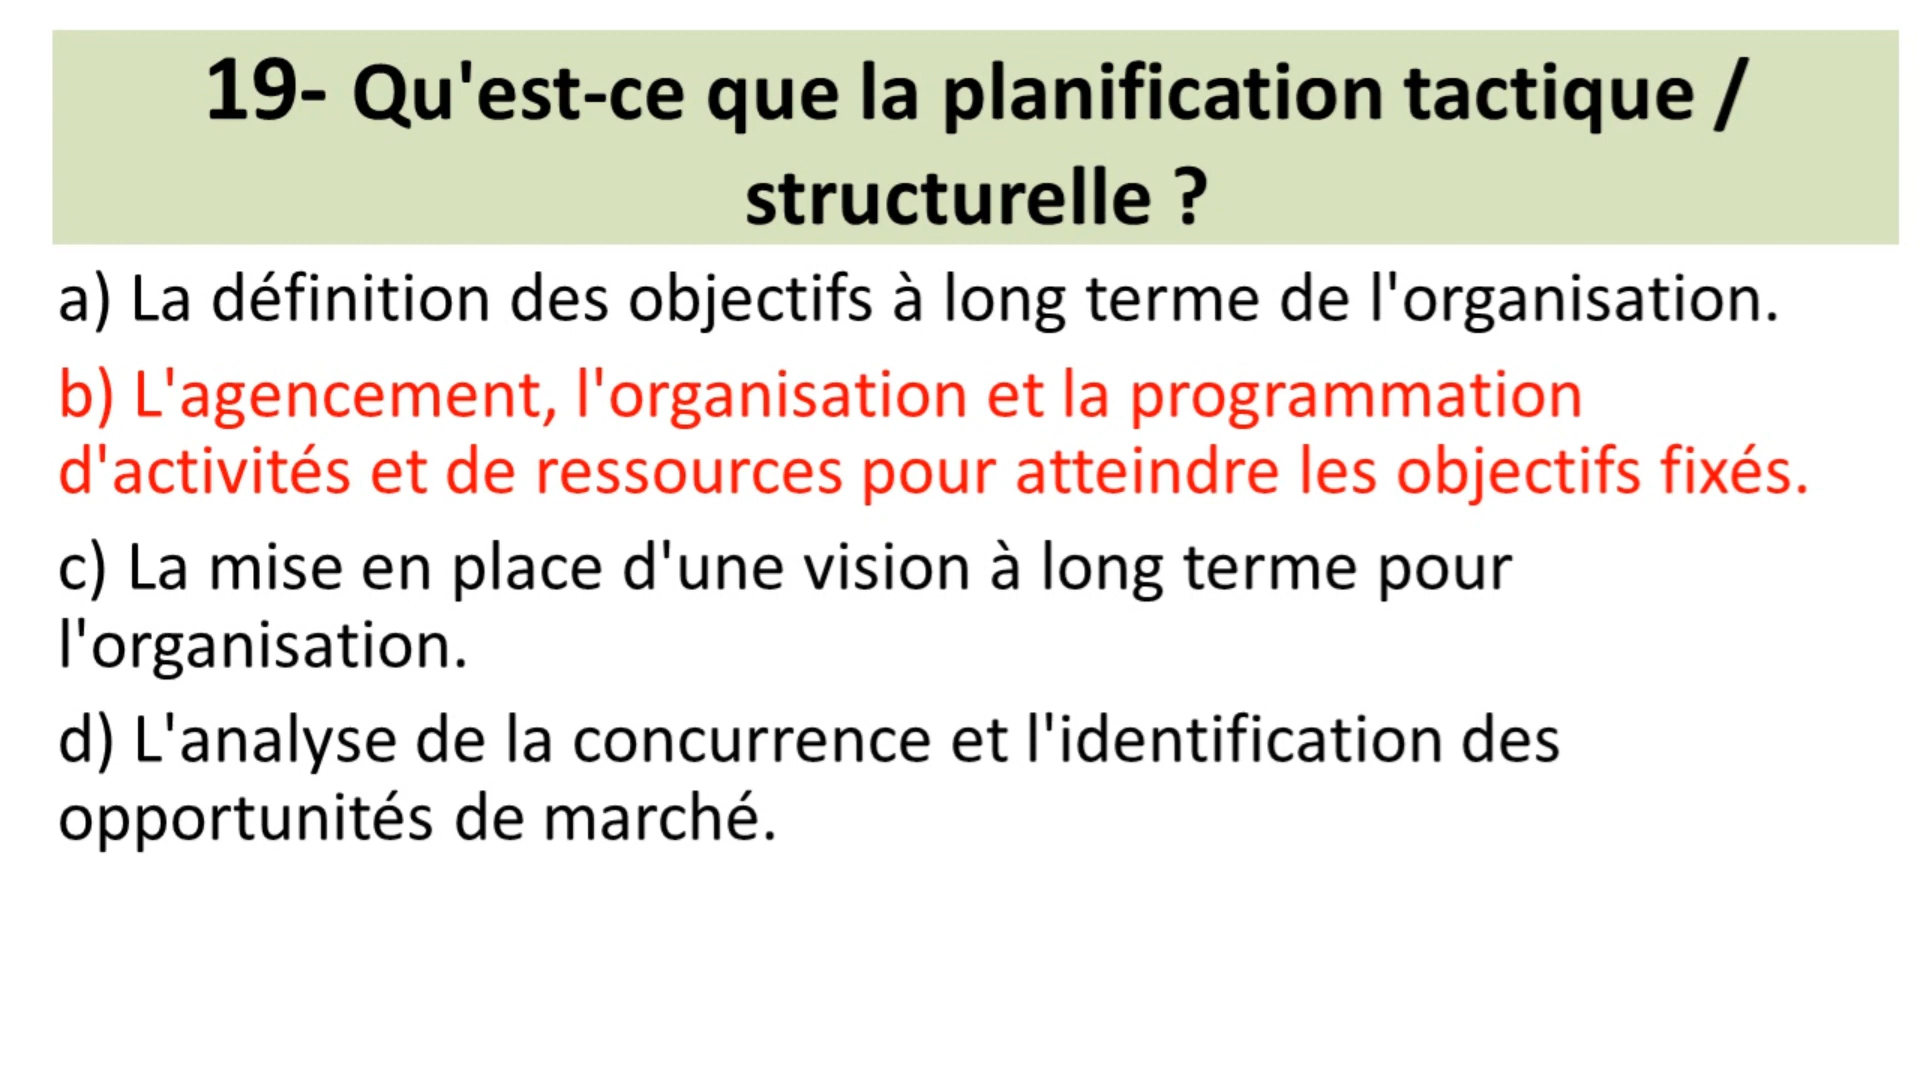 19- Qu'est-ce que la planification tactique /
structurelle ?
a) La définition des objectifs à long terme de l'organisation.
b) L'agencement, l'organisation et la programmation
d'activités et de ressources pour atteindre les objectifs fixés.
c) La mise en place d'une vision à long terme pour
l'organisation.
d) L'analyse de la concurrence et l'identification des
opportunités de marché.